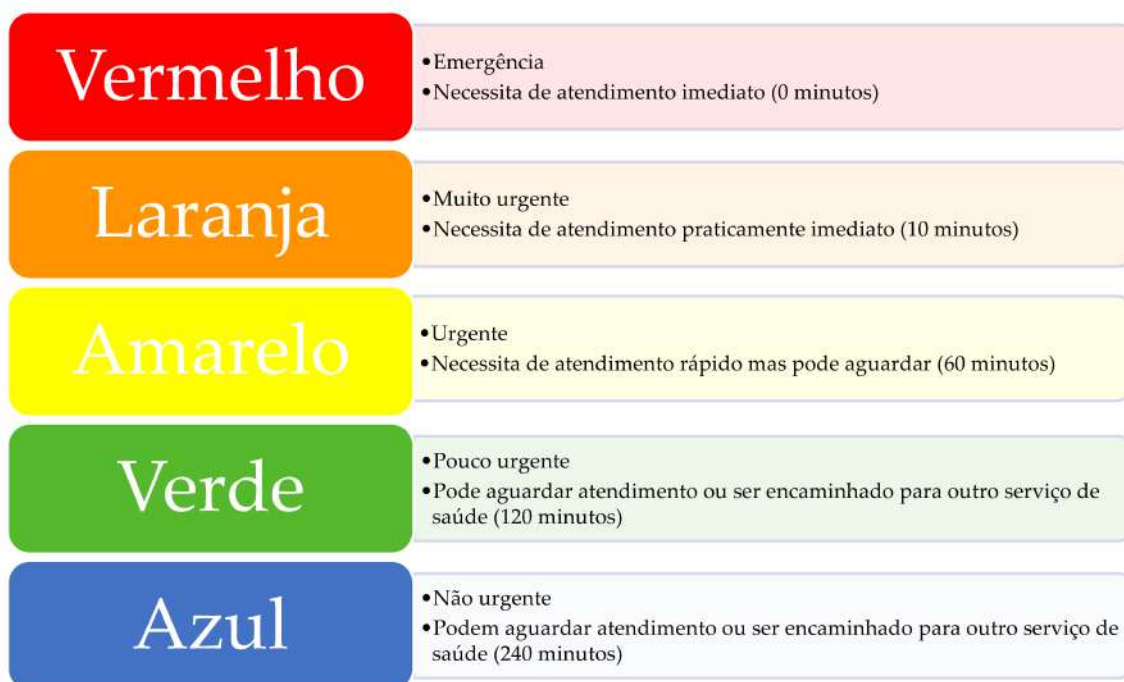 Vermelho
•Emergência
•Necessita de atendimento imediato (0 minutos)
Laranja
•Muito urgente
•Necessita de atendimento praticamente imediato (10 minutos)
Amarelo
•Urgente
•Necessita de atendimento rápido mas pode aguardar (60 minutos)
Verde
•Pouco urgente
•Pode aguardar atendimento ou ser encaminhado para outro serviço de
saúde (120 minutos)
Azul
•Não urgente
•Podem aguardar atendimento ou ser encaminhado para outro serviço de
saúde (240 minutos)